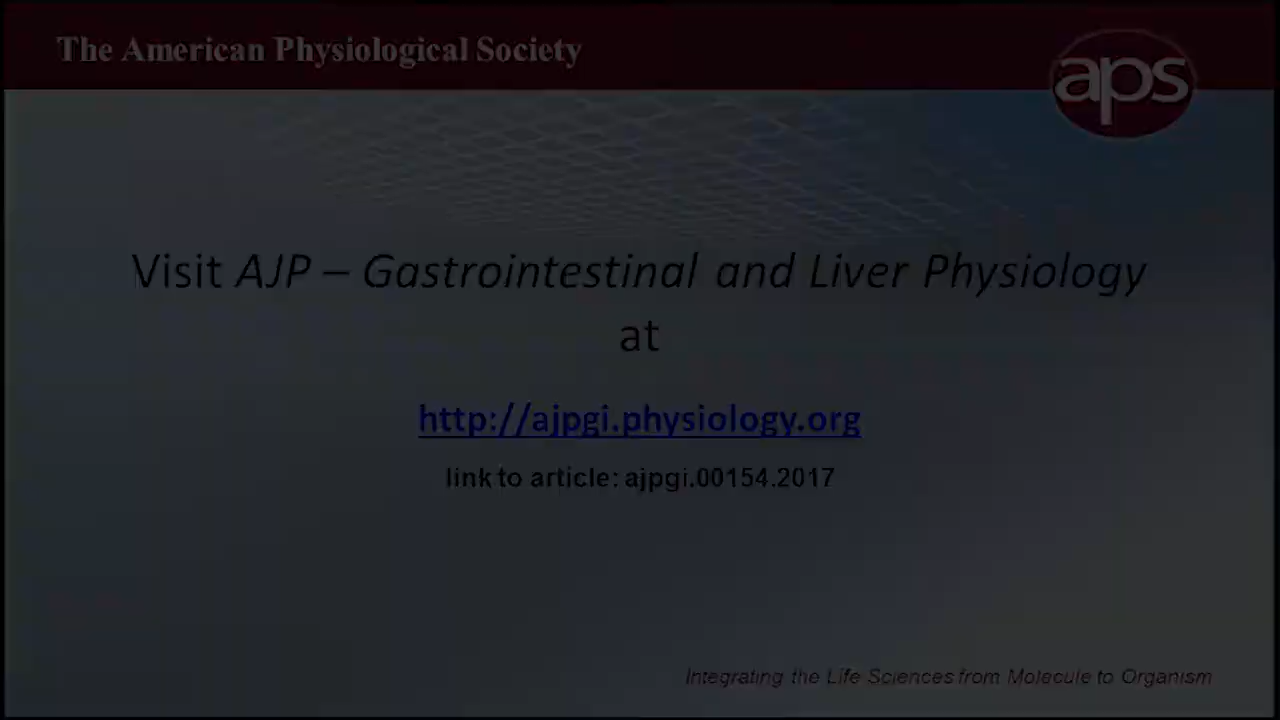 The American Physiological Society
aps
Visit AJP – Gastrointestinal and Liver Physiology
at
http://ajpgi.physiology.org
link to article: ajpgi.00154.2017
Integrating the Life Sciences from Molecule to Organism